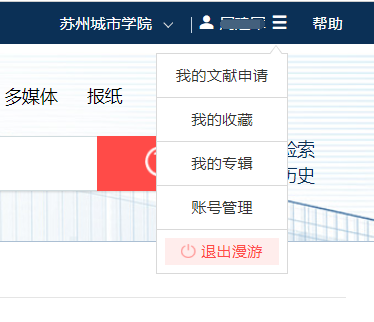 苏州城市学院
帮助
我的文献申请
多媒体 报纸
我的收藏
检索
我的专辑
历史
账号管理
退出漫游